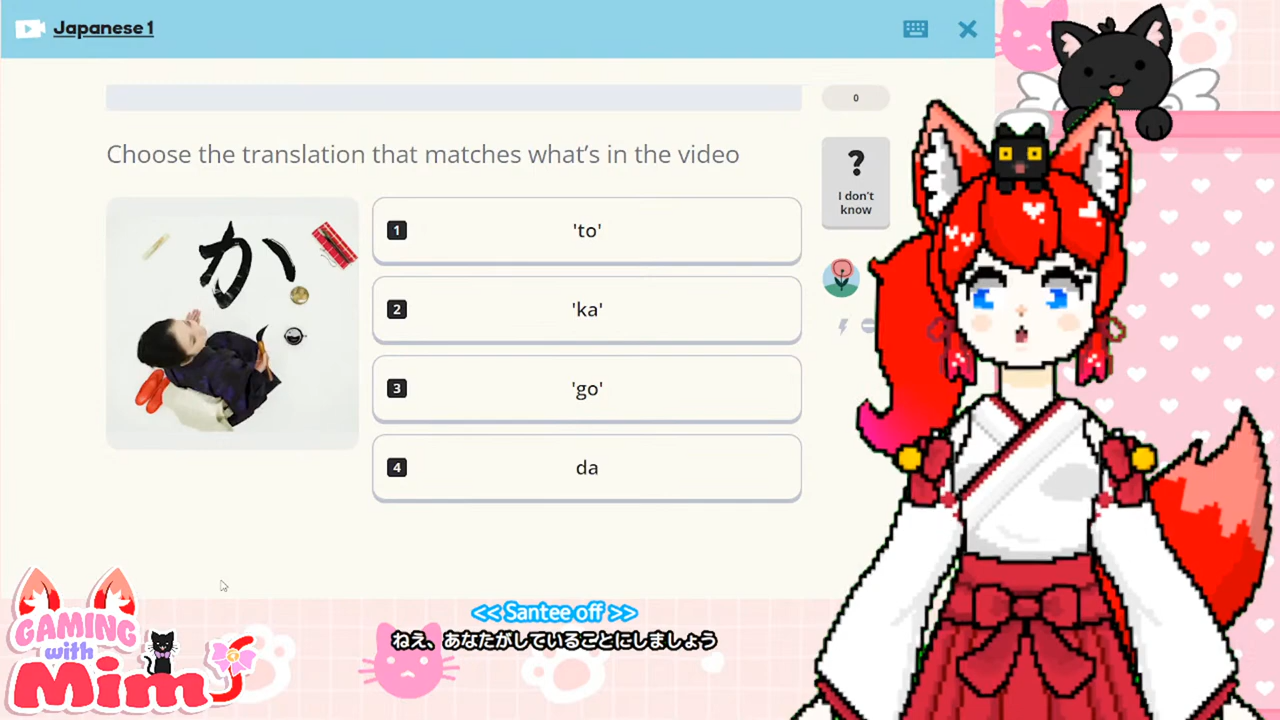 Japanese 1
0
Choose the translation that matches what's in the video
?
I don't
know
か
1 'to'
2 'ka'
3 'go'
4 da
GAMING
with
Mim
<< Santee off >>
ねえ、あなたがしていることにしましょう